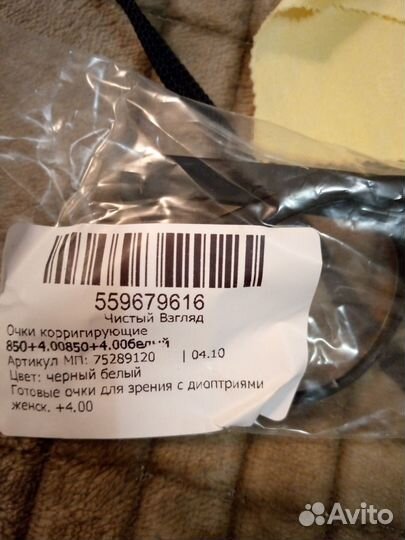 559679616
Чистый Взгляд
Очки корригирующие
850+4.00850+4.00белый
Артикул МП: 75289120 | 04.10
Цвет: черный белый
Готовые очки для зрения с диоптриями
женск. +4.00
Avito